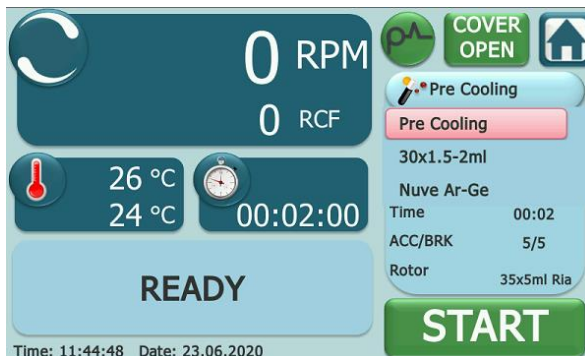 0 RPM
0 RCF
26 °C
24 °C
00:02:00
READY
Time: 11:44:48 Date: 23.06.2020
COVER
OPEN
Pre Cooling
Pre Cooling
30x1.5-2ml
Nuve Ar-Ge
Time 00:02
ACC/BRK 5/5
Rotor 35x5ml Ria
START